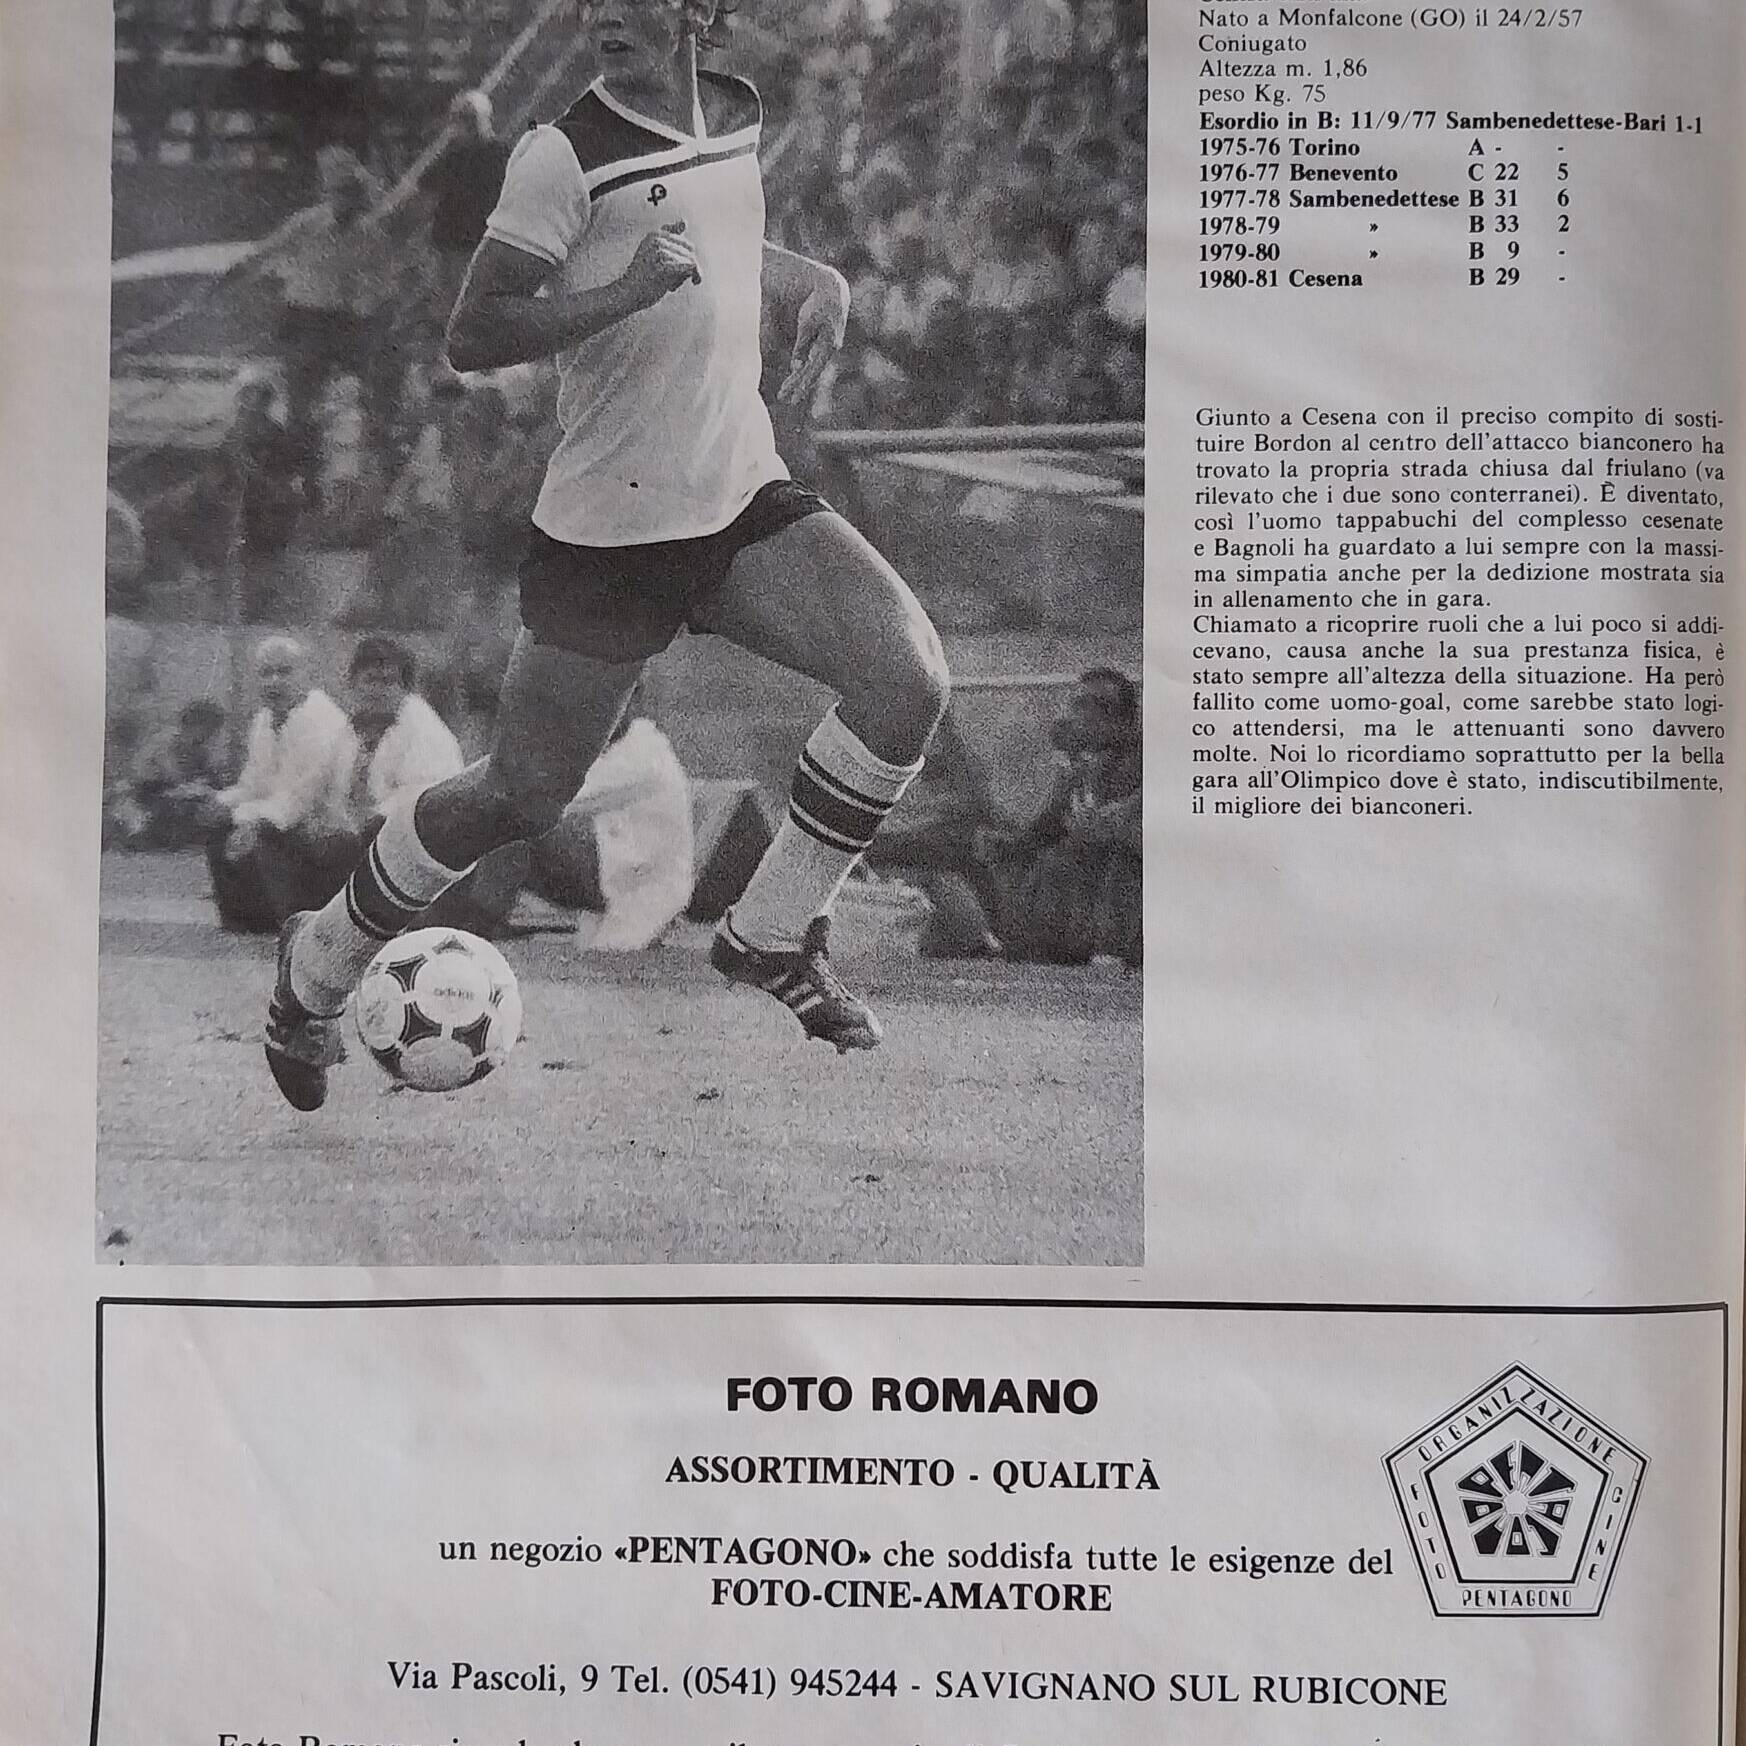 Nato a Monfalcone (GO) il 24/2/57
Coniugato
Altezza m. 1,86
peso Kg. 75
Esordio in B: 11/9/77 Sambenedettese-Bari 1-1
1975-76 Torino A - -
1976-77 Benevento C 22 5
1977-78 Sambenedettese B 31 6
1978-79 » B 33 2
1979-80 » B 9 -
1980-81 Cesena B 29 -
Giunto a Cesena con il preciso compito di sosti-
tuire Bordon al centro dell'attacco bianconero ha
trovato la propria strada chiusa dal friulano (va
rilevato che i due sono conterranei). È diventato,
così l'uomo tappabuchi del complesso cesenate
e Bagnoli ha guardato a lui sempre con la massi-
ma simpatia anche per la dedizione mostrata sia
in allenamento che in gara.
Chiamato a ricoprire ruoli che a lui poco si addi-
cevano, causa anche la sua prestanza fisica, è
stato sempre all'altezza della situazione. Ha però
fallito come uomo-goal, come sarebbe stato logi-
co attendersi, ma le attenuanti sono davvero
molte. Noi lo ricordiamo soprattutto per la bella
gara all'Olimpico dove è stato, indiscutibilmente,
il migliore dei bianconeri.
adidas
FOTO ROMANO
ASSORTIMENTO - QUALITÀ
un negozio «PENTAGONO» che soddisfa tutte le esigenze del
FOTO-CINE-AMATORE
Via Pascoli, 9 Tel. (0541) 945244 - SAVIGNANO SUL RUBICONE
ORGANIZZAZIONE
FOTO
CINE
PENTAGONO
PENTAGONO